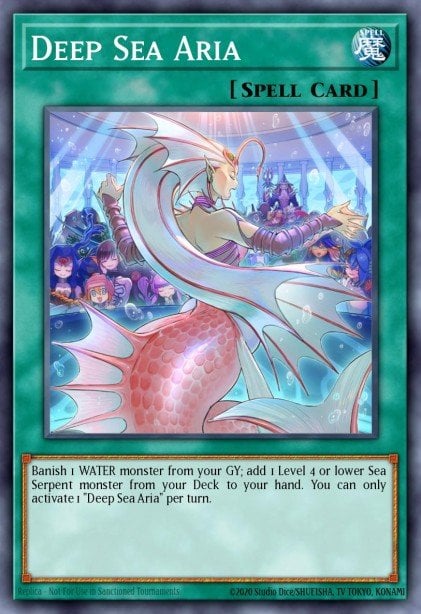 DEEP SEA ARIA
SPELL
魔
[ SPELL CARD ]
Banish 1 WATER monster from your GY; add 1 Level 4 or lower Sea
Serpent monster from your Deck to your hand. You can only
activate 1 "Deep Sea Aria" per turn.
Replica - Not For Use in Sanctioned Tournaments
©2020 Studio Dice/SHUEISHA, TV TOKYO, KONAMI